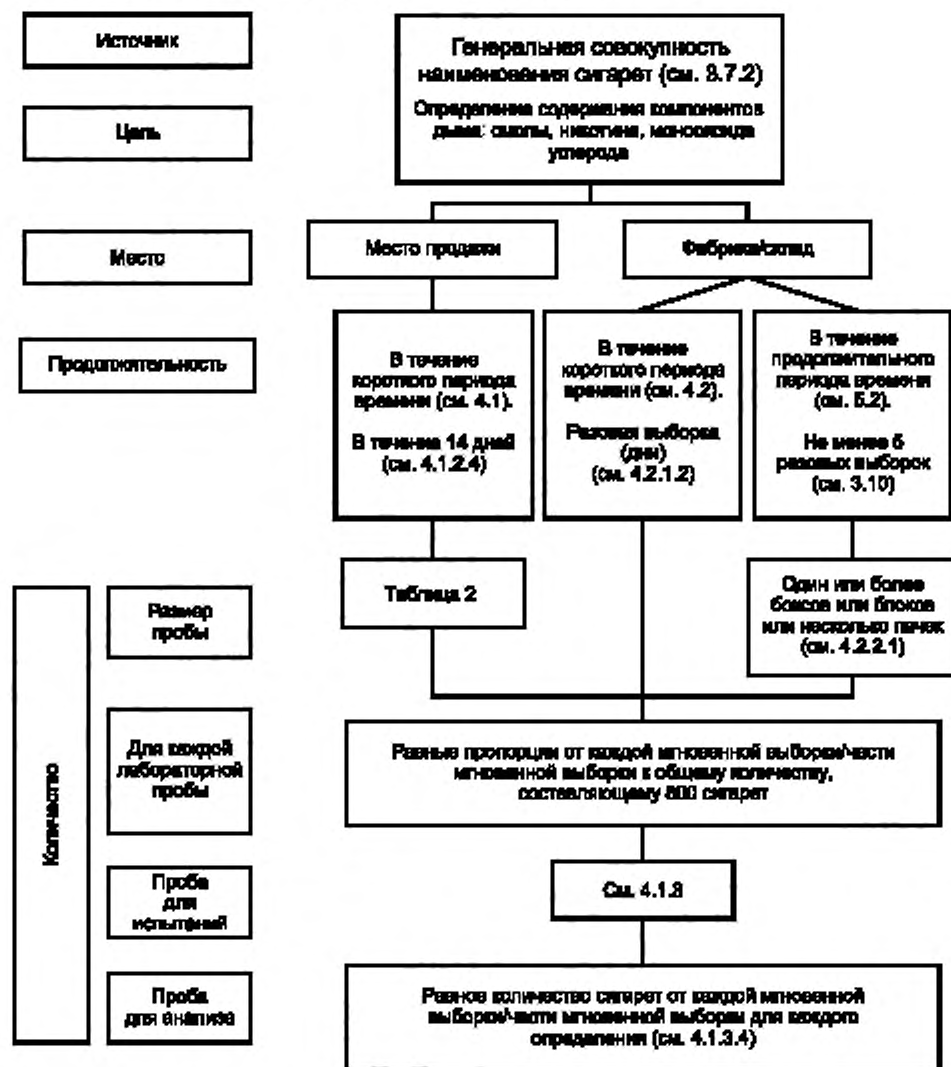 Источник
Генеральная совокупность
наименования сигарет (см. 3.7.2)
Определение содержания компонентов
дыма: смолы, никотина, монооксида
углерода
Цель
Место
Место продажи
Фабрика/склад
Продолжительность
В течение
короткого периода
времени (см. 4.1).
В течение 14 дней
(см. 4.1.2.4)
В течение
короткого периода
времени (см. 4.2).
Разовая выборка
(дни)
(см. 4.2.1.2)
В течение
продолжительного
периода времени
(см. 5.2).
Не менее 5
разовых выборок
(см. 3.10)
Количество
Размер
пробы
Таблица 2
Один или более
боксов или блоков
или несколько пачек
(см. 4.2.2.1)
Для каждой
лабораторной
пробы
Равные пропорции от каждой мгновенной выборки/части
мгновенной выборки к общему количеству,
составляющему 800 сигарет
Проба
для
испытаний
См. 4.1.3
Проба
для анализа
Равное количество сигарет от каждой мгновенной
выборки/части мгновенной выборки для каждого
определения (см. 4.1.3.4)